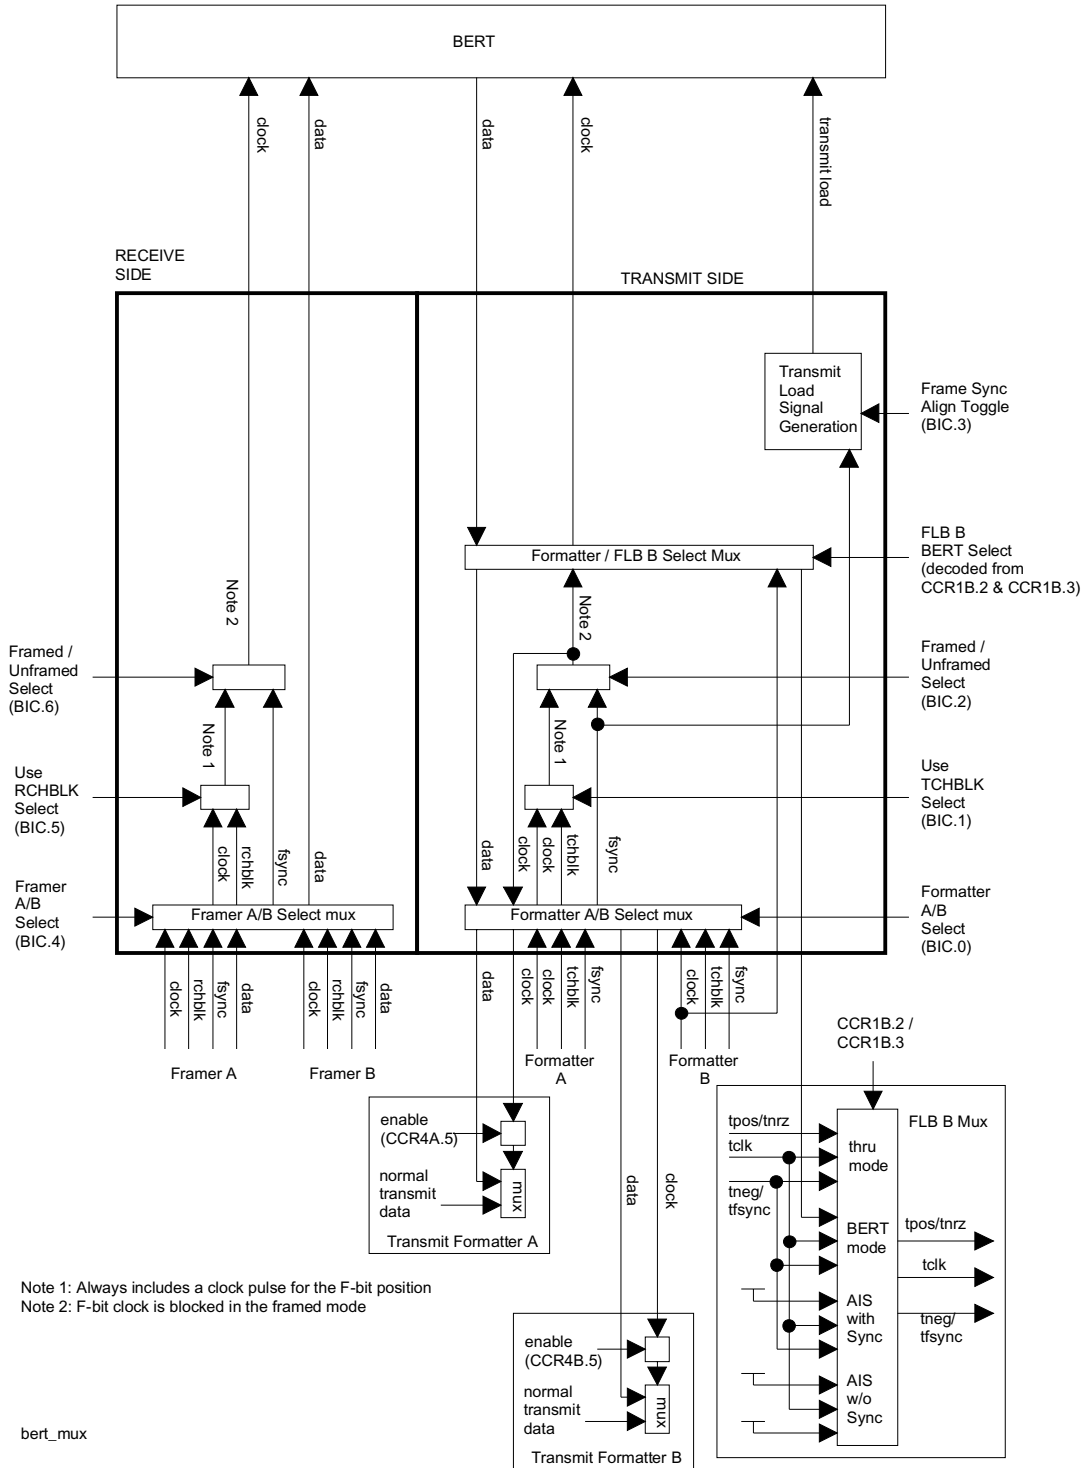 BERT
clock
data
data
clock
transmit load
RECEIVE
SIDE
TRANSMIT SIDE
Transmit
Load
Signal
Generation
Frame Sync
Align Toggle
(BIC.3)
Formatter / FLB B Select Mux
FLB B
BERT Select
(decoded from
CCR1B.2 & CCR1B.3)
Note 2
Note 2
Framed /
Unframed
Select
(BIC.6)
Framed /
Unframed
Select
(BIC.2)
Note 1
Note 1
Use
RCHBLK
Select
(BIC.5)
Use
TCHBLK
Select
(BIC.1)
clock
rchblk
fsync
data
data
clock
clock
tchblk
fsync
Framer
A/B
Select
(BIC.4)
Framer A/B Select mux
Formatter A/B Select mux
Formatter
A/B
Select
(BIC.0)
clock
rchblk
fsync
data
clock
rchblk
fsync
data
data
clock
clock
tchblk
fsync
clock
tchblk
fsync
Framer A
Framer B
Formatter
A
Formatter
B
CCR1B.2 /
CCR1B.3
enable
(CCR4A.5)
normal
transmit
data
mux
Transmit Formatter A
data
clock
FLB B Mux
tpos/tnrz
tclk
tneg/
tfsync
thru
mode
BERT
mode
AIS
with
Sync
AIS
w/o
Sync
tpos/tnrz
tclk
tneg/
tfsync
Note 1: Always includes a clock pulse for the F-bit position
Note 2: F-bit clock is blocked in the framed mode
enable
(CCR4B.5)
normal
transmit
data
mux
Transmit Formatter B
bert_mux